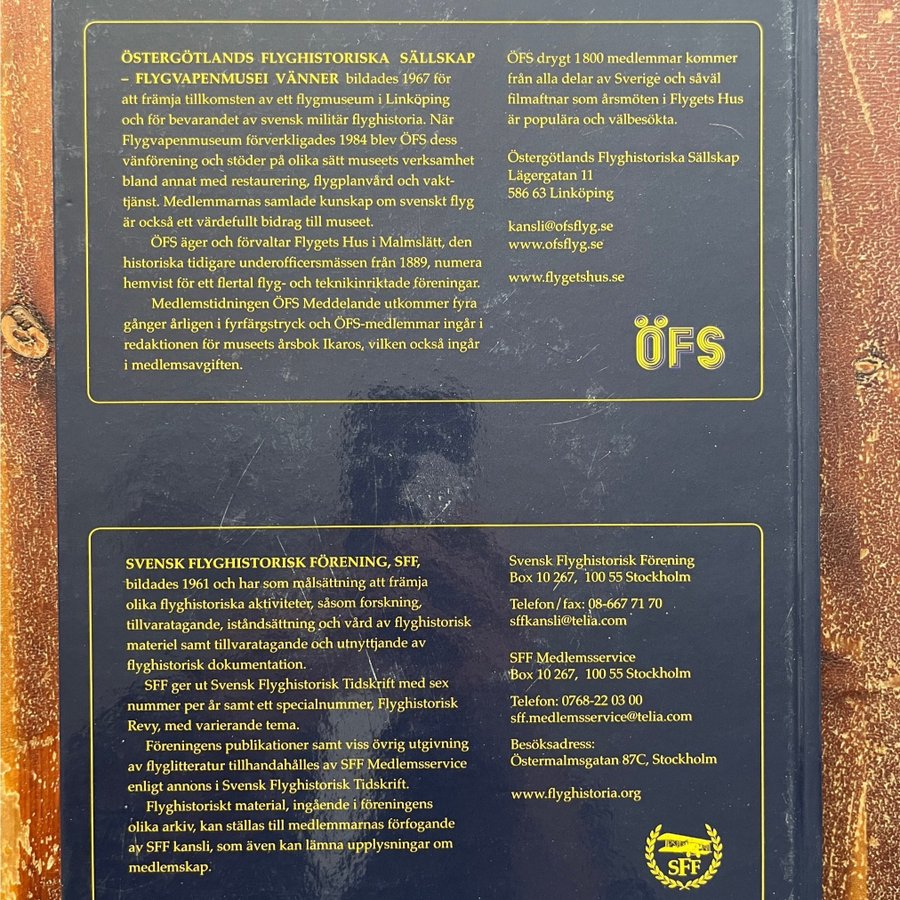 ÖSTERGÖTLANDS FLYGHISTORISKA SÄLLSKAP
– FLYGVAPENMUSEI VÄNNER bildades 1967 för
att främja tillkomsten av ett flygmuseum i Linköping
och för bevarandet av svensk militär flyghistoria. När
Flygvapenmuseum förverkligades 1984 blev ÖFS dess
vänförening och stöder på olika sätt museets verksamhet
bland annat med restaurering, flygplanvård och vakt-
tjänst. Medlemmarnas samlade kunskap om svenskt flyg
är också ett värdefullt bidrag till museet.
ÖFS äger och förvaltar Flygets Hus i Malmslätt, den
historiska tidigare underofficersmässen från 1889, numera
hemvist för ett flertal flyg- och teknikinriktade föreningar.
Medlemstidningen ÖFS Meddelande utkommer fyra
gånger årligen i fyrfärgstryck och ÖFS-medlemmar ingår i
redaktionen för museets årsbok Ikaros, vilken också ingår
i medlemsavgiften.
ÖFS drygt 1800 medlemmar kommer
från alla delar av Sverige och såväl
filmaftnar som årsmöten i Flygets Hus
är populära och välbesökta.
Östergötlands Flyghistoriska Sällskap
Lägergatan 11
586 63 Linköping
kansli@ofsflyg.se
www.ofsflyg.se
www.flygetshus.se
ÖFS
SVENSK FLYGHISTORISK FÖRENING, SFF,
bildades 1961 och har som målsättning att främja
olika flyghistoriska aktiviteter, såsom forskning,
tillvaratagande, iståndsättning och vård av flyghistorisk
materiel samt tillvaratagande och utnyttjande av
flyghistorisk dokumentation.
SFF ger ut Svensk Flyghistorisk Tidskrift med sex
nummer per år samt ett specialnummer, Flyghistorisk
Revy, med varierande tema.
Föreningens publikationer samt viss övrig utgivning
av flyglitteratur tillhandahålles av SFF Medlemsservice
enligt annons i Svensk Flyghistorisk Tidskrift.
Flyghistoriskt material, ingående i föreningens
olika arkiv, kan ställas till medlemmarnas förfogande
av SFF kansli, som även kan lämna upplysningar om
medlemskap.
Svensk Flyghistorisk Förening
Box 10 267, 100 55 Stockholm
Telefon/fax: 08-667 71 70
sffkansli@telia.com
SFF Medlemsservice
Box 10 267, 100 55 Stockholm
Telefon: 0768-22 03 00
sff.medlemsservice@telia.com
Besöksadress:
Östermalmsgatan 87C, Stockholm
www.flyghistoria.org
SFF